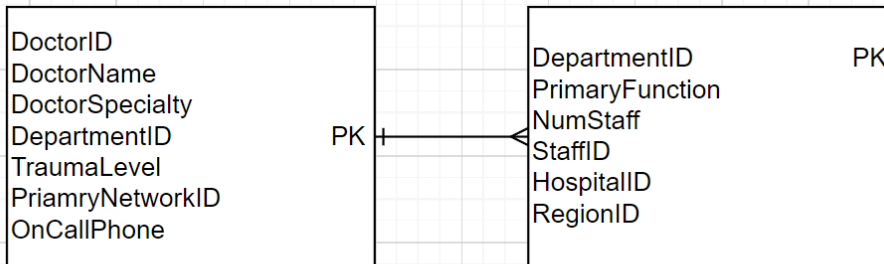 DoctorID
DoctorName
DoctorSpecialty
DepartmentID PK
TraumaLevel
PriamryNetworkID
OnCallPhone
DepartmentID PK
PrimaryFunction
NumStaff
StaffID
HospitalID
RegionID